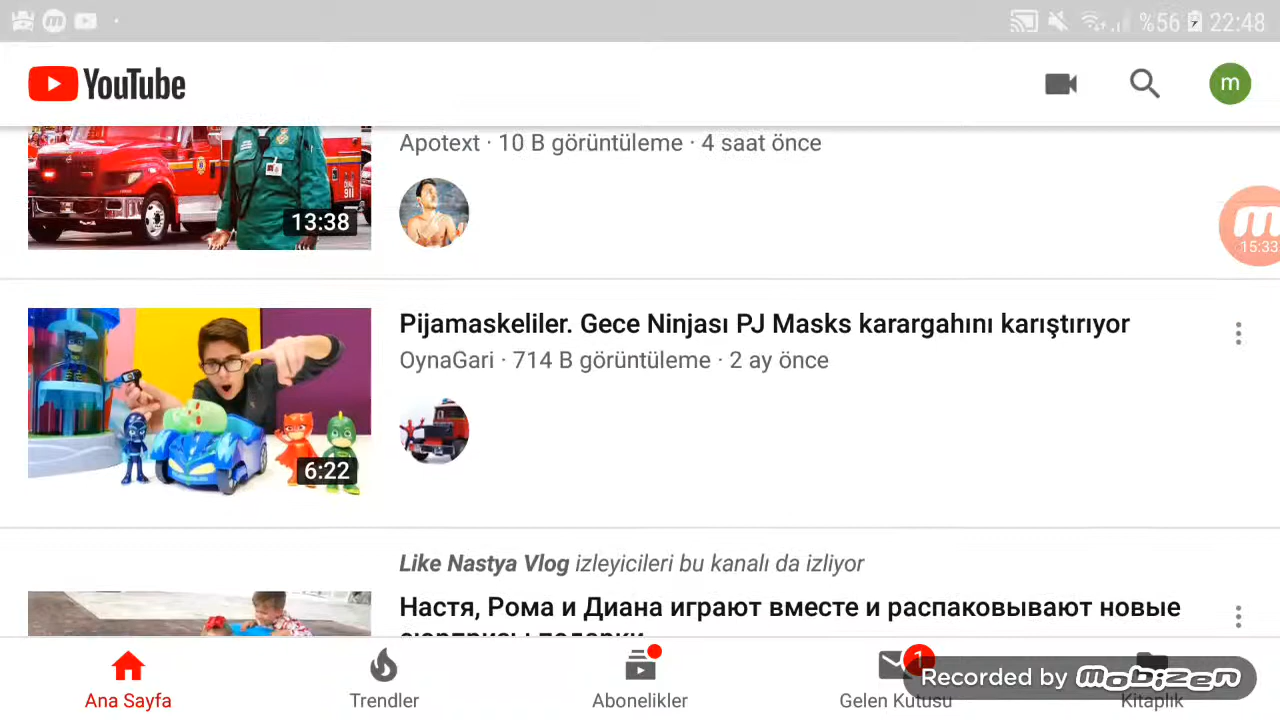 %56 22:48
YouTube
m
Apotext · 10 B görüntüleme · 4 saat önce
DIAL
911
13:38
15:33
Pijamaskeliler. Gece Ninjası PJ Masks karargahını karıştırıyor
OynaGari · 714 B görüntüleme · 2 ay önce
6:22
Like Nastya Vlog izleyicileri bu kanalı da izliyor
Настя, Рома и Диана играют вместе и распаковывают новые
1
Recorded by mobizen
Ana Sayfa
Trendler
Abonelikler
Gelen Kutusu
Kitaplık